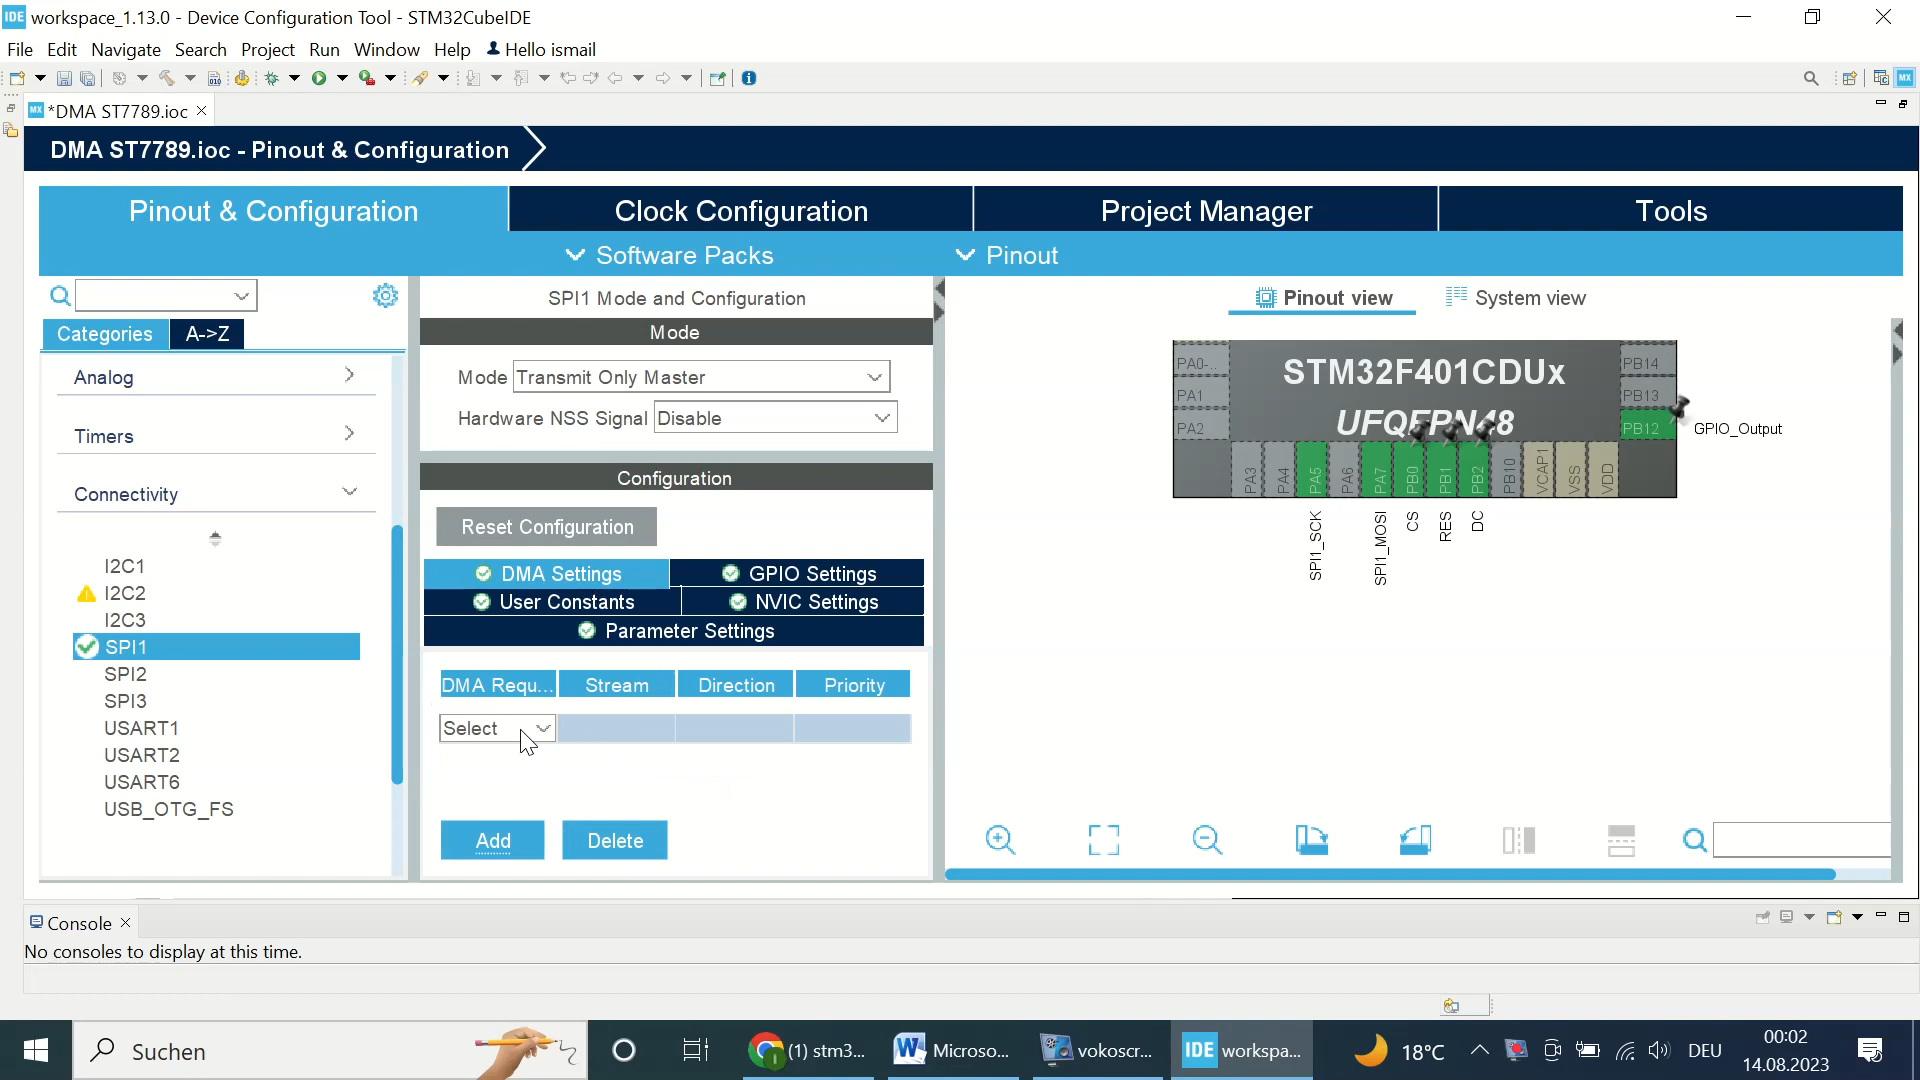 IDE workspace_1.13.0 - Device Configuration Tool - STM32CubeIDE
File Edit Navigate Search Project Run Window Help Hello ismail
MX *DMA ST7789.ioc
DMA ST7789.ioc - Pinout & Configuration
Pinout & Configuration Clock Configuration Project Manager Tools
Software Packs Pinout
SPI1 Mode and Configuration
Pinout view System view
Categories A->Z
Mode
Analog
Timers
Connectivity
I2C1
I2C2
I2C3
SPI1
SPI2
SPI3
USART1
USART2
USART6
USB_OTG_FS
Mode Transmit Only Master
Hardware NSS Signal Disable
Configuration
Reset Configuration
DMA Settings GPIO Settings
User Constants NVIC Settings
Parameter Settings
DMA Requ... Stream Direction Priority
Select
Add Delete
STM32F401CDUx
UFQFPN48
PA0-..
PA1
PA2
PB14
PB13
PB12 GPIO_Output
PA3 PA4 PA5 PA6 PA7 PB0 PB1 PB2 PB10 VCAP1 VSS VDD
SPI1_SCK SPI1_MOSI CS RES DC
Console
No consoles to display at this time.
Suchen
(1) stm3...
Microso...
vokoscr...
IDE workspa...
18°C
DEU
00:02
14.08.2023